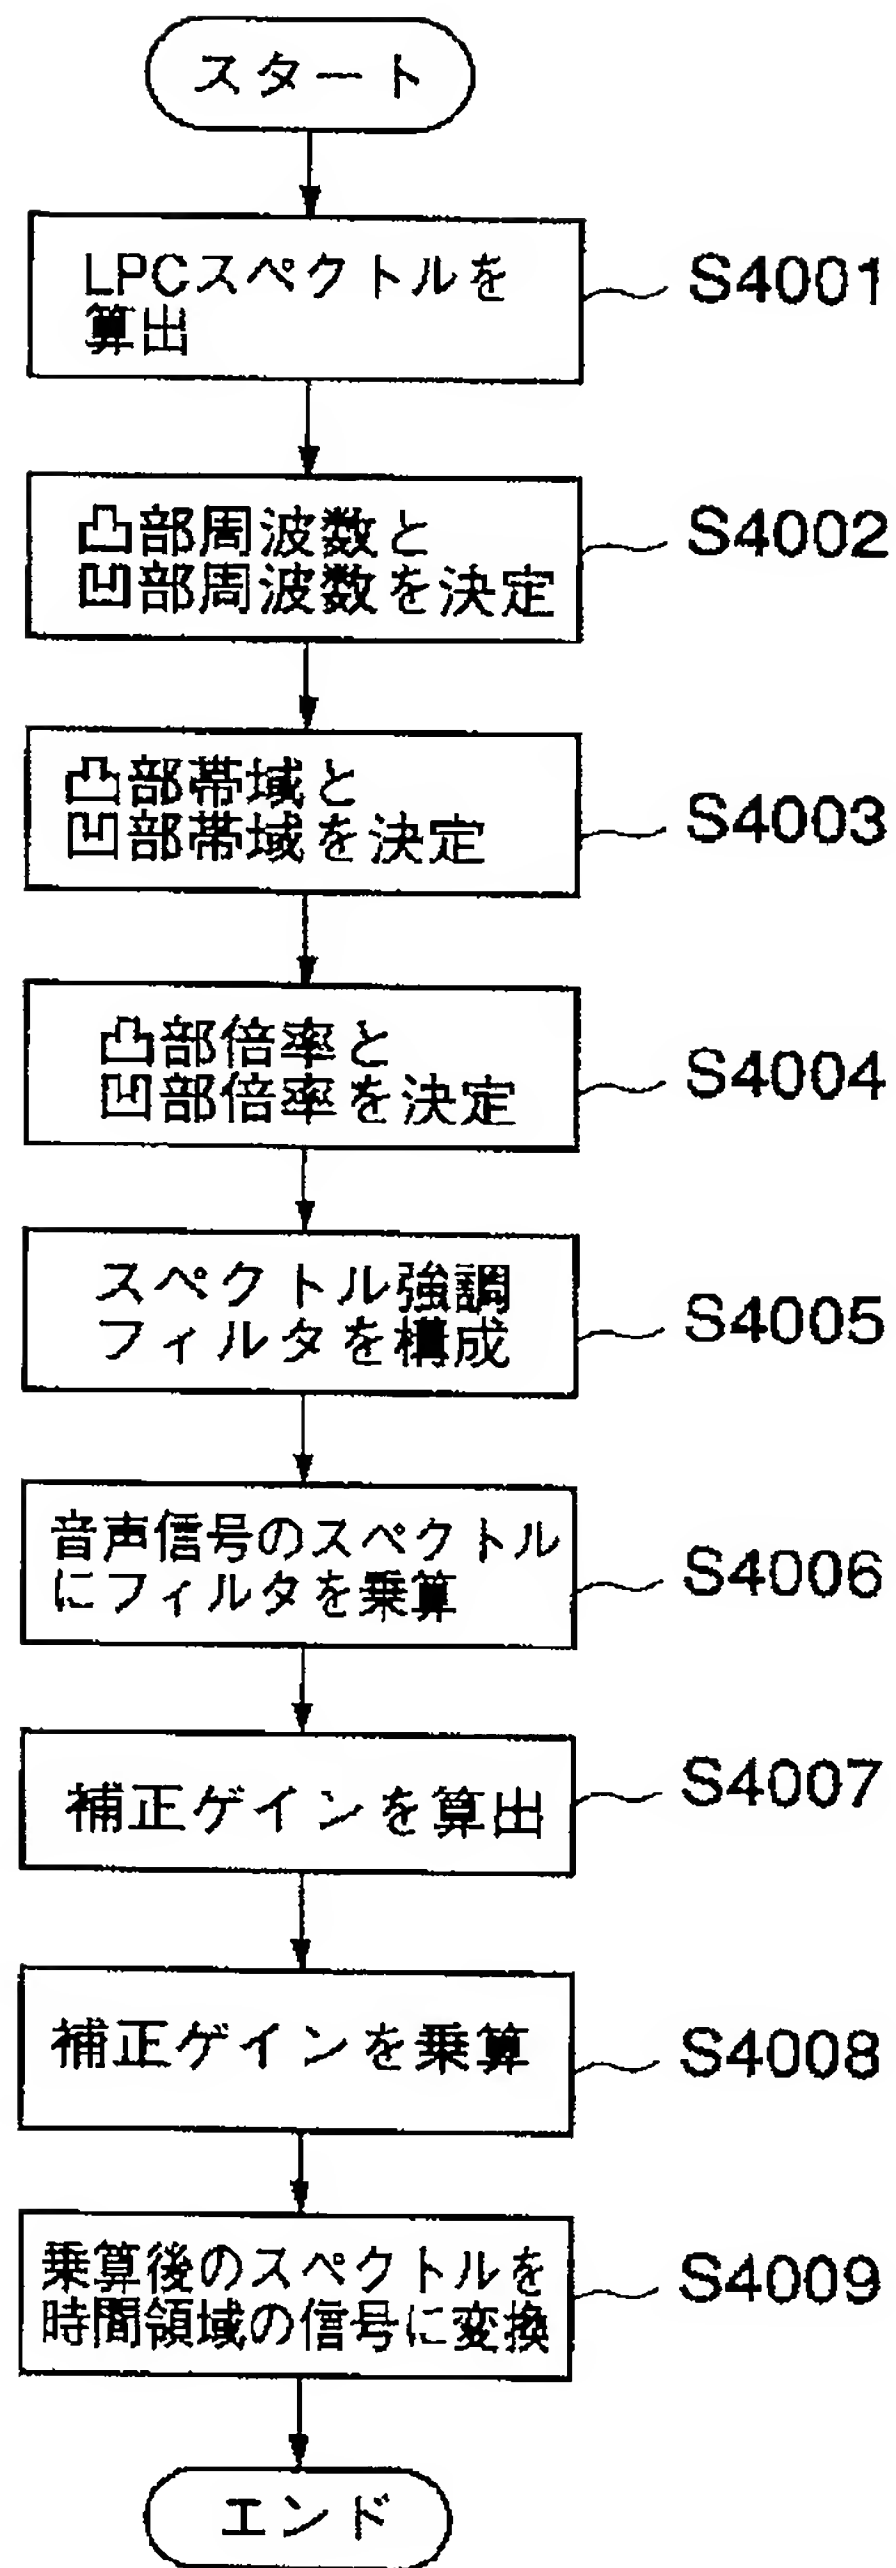 スタート
LPCスペクトルを
算出
S4001
凸部周波数と
凹部周波数を決定
S4002
凸部帯域と
凹部帯域を決定
S4003
凸部倍率と
凹部倍率を決定
S4004
スペクトル強調
フィルタを構成
S4005
音声信号のスペクトル
にフィルタを乗算
S4006
補正ゲインを算出
S4007
補正ゲインを乗算
S4008
乗算後のスペクトルを
時間領域の信号に変換
S4009
エンド